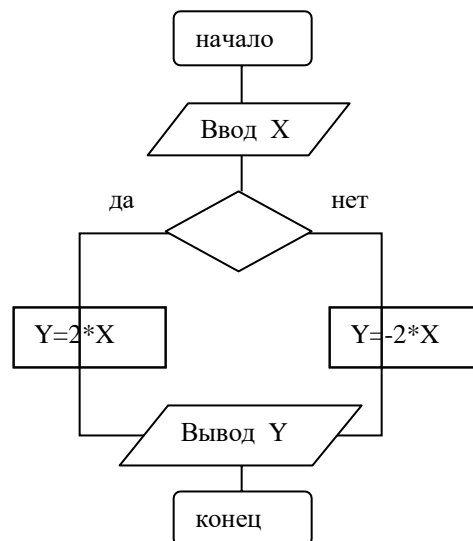 начало
Ввод X
да
нет
Y=2*X
Y=-2*X
Вывод Y
конец